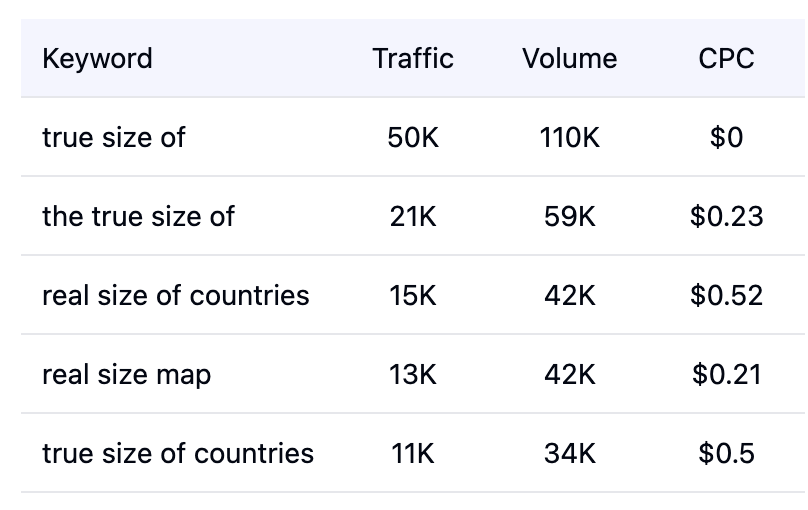 Keyword Traffic Volume CPC
true size of 50K 110K $0
the true size of 21K 59K $0.23
real size of countries 15K 42K $0.52
real size map 13K 42K $0.21
true size of countries 11K 34K $0.5